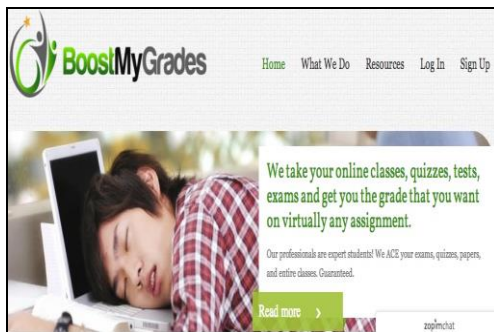 BoostMyGrades
Home What We Do Resources Log In Sign Up
We take your online classes, quizzes, tests,
exams and get you the grade that you want
on virtually any assignment.
Our professionals are expert students! We ACE your exams, quizzes, papers,
and entire classes. Guaranteed.
Read more >
zopimchat